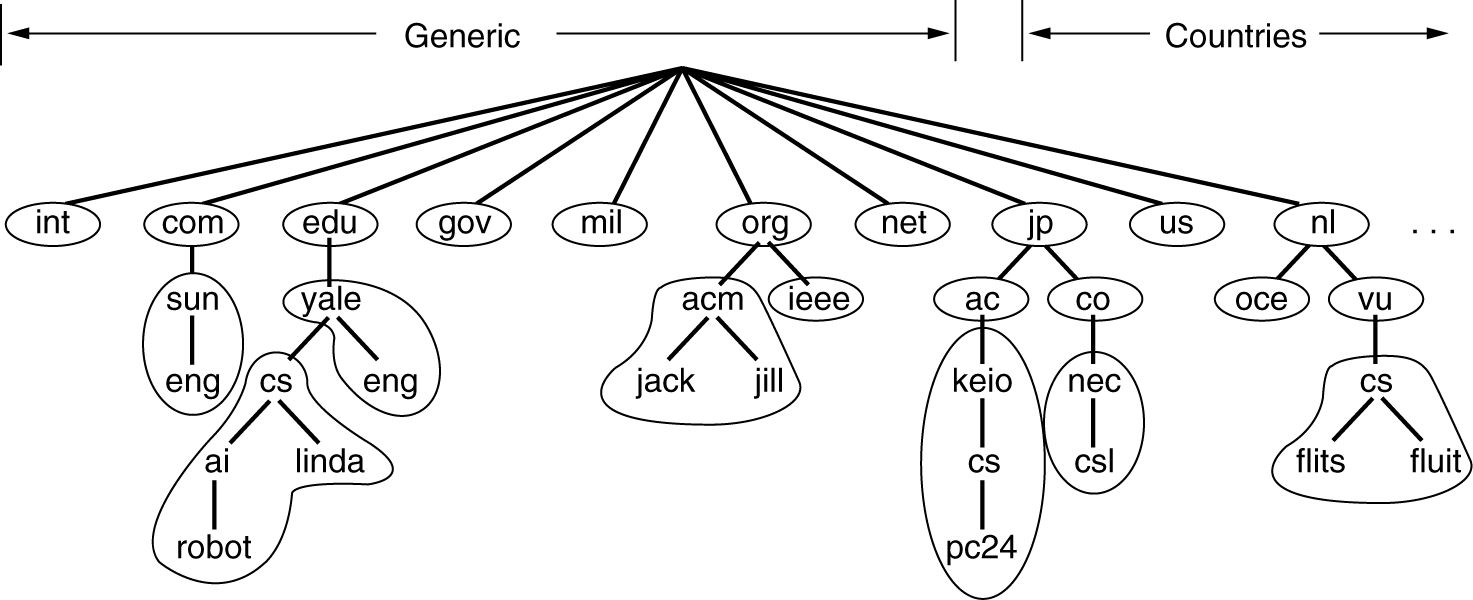 Generic Countries
int com edu gov mil org net jp us nl . . .
sun yale acm ieee ac co oce vu
eng cs eng jack jill keio nec cs
ai linda cs csl flits fluit
robot pc24